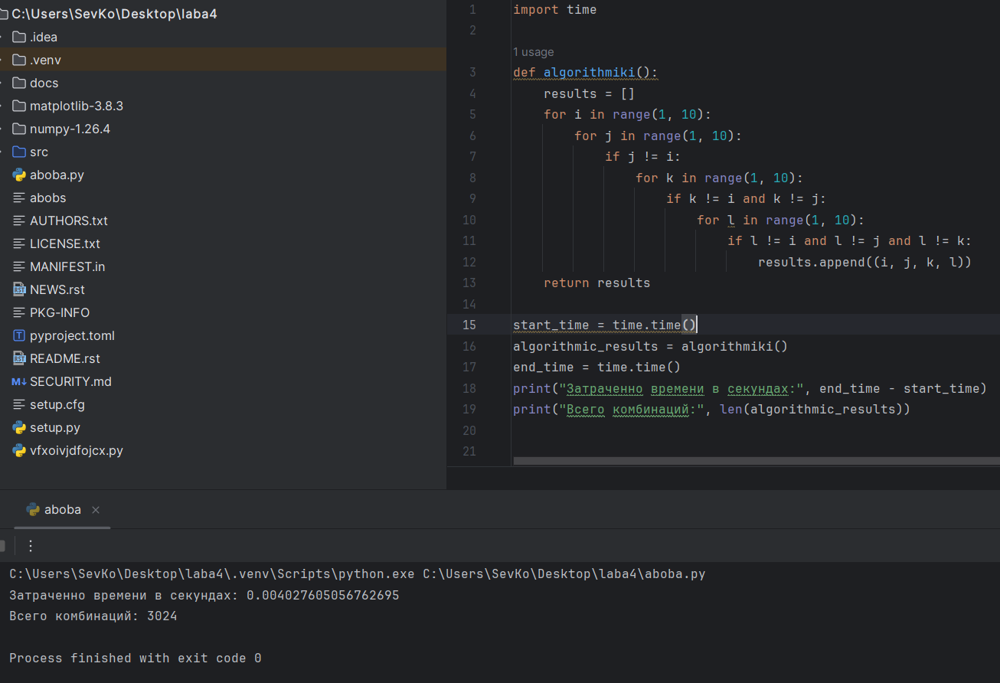 C:\Users\SevKo\Desktop\laba4
.idea
.venv
docs
matplotlib-3.8.3
numpy-1.26.4
src
aboba.py
abobs
AUTHORS.txt
LICENSE.txt
MANIFEST.in
NEWS.rst
PKG-INFO
pyproject.toml
README.rst
SECURITY.md
setup.cfg
setup.py
vfxoivjdfojcx.py
1 import time
2
1 usage
3 def algorithmiki():
4     results = []
5     for i in range(1, 10):
6         for j in range(1, 10):
7             if j != i:
8                 for k in range(1, 10):
9                     if k != i and k != j:
10                         for l in range(1, 10):
11                             if l != i and l != j and l != k:
12                                 results.append((i, j, k, l))
13     return results
14
15 start_time = time.time()
16 algorithmic_results = algorithmiki()
17 end_time = time.time()
18 print("Затраченно времени в секундах:", end_time - start_time)
19 print("Всего комбинаций:", len(algorithmic_results))
20
21
aboba
C:\Users\SevKo\Desktop\laba4\.venv\Scripts\python.exe C:\Users\SevKo\Desktop\laba4\aboba.py
Затраченно времени в секундах: 0.004027605056762695
Всего комбинаций: 3024
Process finished with exit code 0